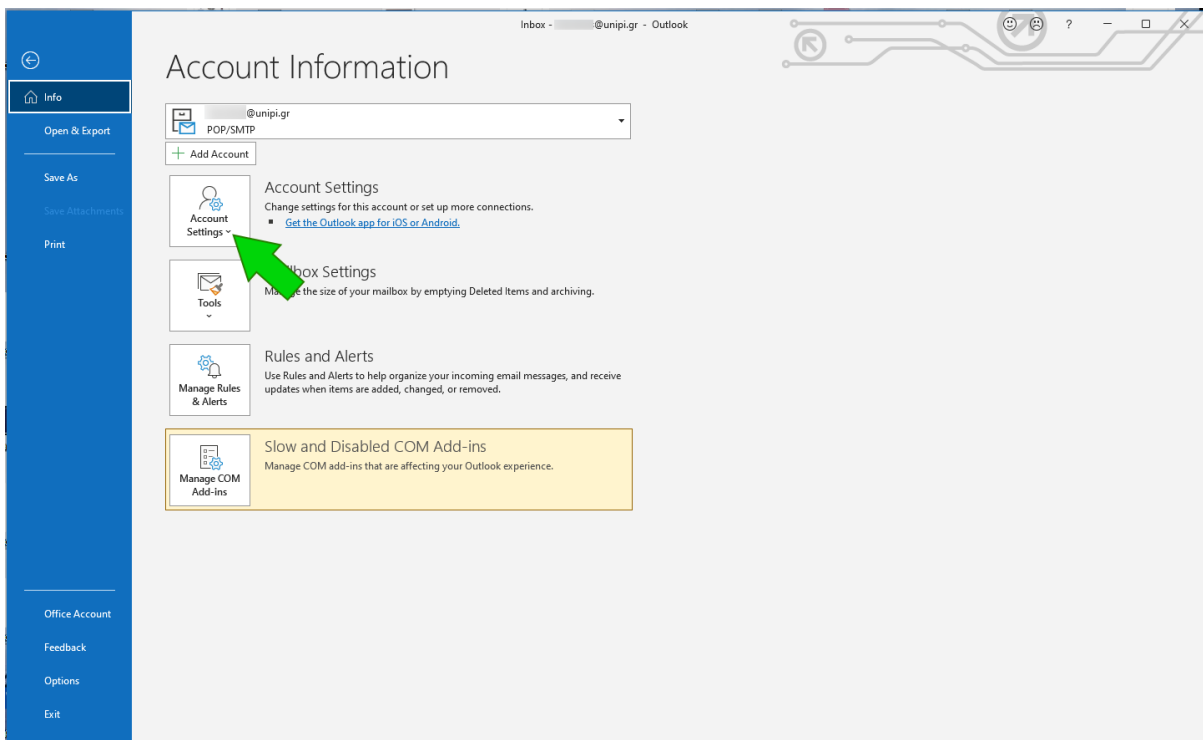 Inbox - @unipi.gr - Outlook
?
Account Information
Info
Open & Export
Save As
Save Attachments
Print
Office Account
Feedback
Options
Exit
@unipi.gr
POP/SMTP
Add Account
Account
Settings
Account Settings
Change settings for this account or set up more connections.
Get the Outlook app for iOS or Android.
Tools
box Settings
the size of your mailbox by emptying Deleted Items and archiving.
Manage Rules
& Alerts
Rules and Alerts
Use Rules and Alerts to help organize your incoming email messages, and receive
updates when items are added, changed, or removed.
Manage COM
Add-ins
Slow and Disabled COM Add-ins
Manage COM add-ins that are affecting your Outlook experience.